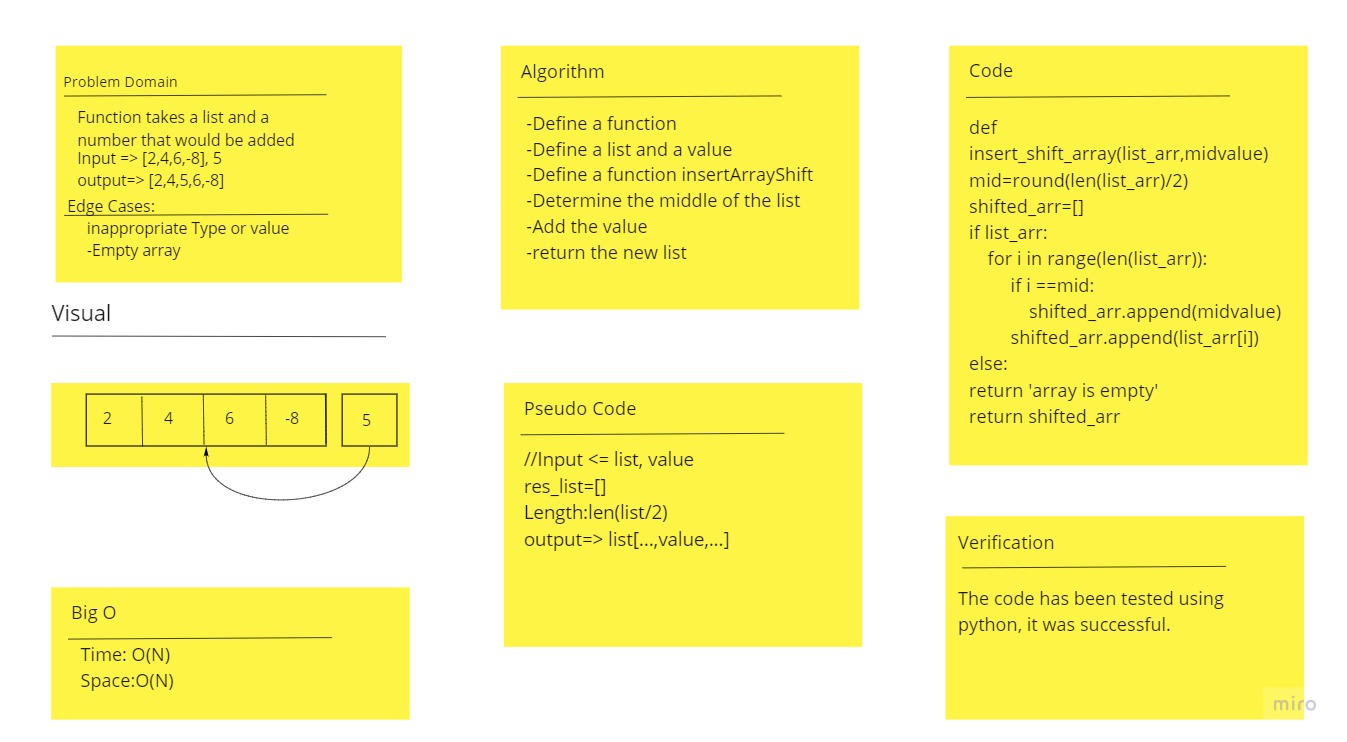 Problem Domain
Function takes a list and a
number that would be added
Input => [2,4,6,-8], 5
output=> [2,4,5,6,-8]
Edge Cases:
inappropriate Type or value
-Empty array
Visual
2 4 6 -8 5
Big O
Time: O(N)
Space:O(N)
Algorithm
-Define a function
-Define a list and a value
-Define a function insertArrayShift
-Determine the middle of the list
-Add the value
-return the new list
Pseudo Code
//Input <= list, value
res_list=[]
Length:len(list/2)
output=> list[...,value,...]
Code
def
insert_shift_array(list_arr,midvalue)
mid=round(len(list_arr)/2)
shifted_arr=[]
if list_arr:
for i in range(len(list_arr)):
if i ==mid:
shifted_arr.append(midvalue)
shifted_arr.append(list_arr[i])
else:
return 'array is empty'
return shifted_arr
Verification
The code has been tested using
python, it was successful.
miro